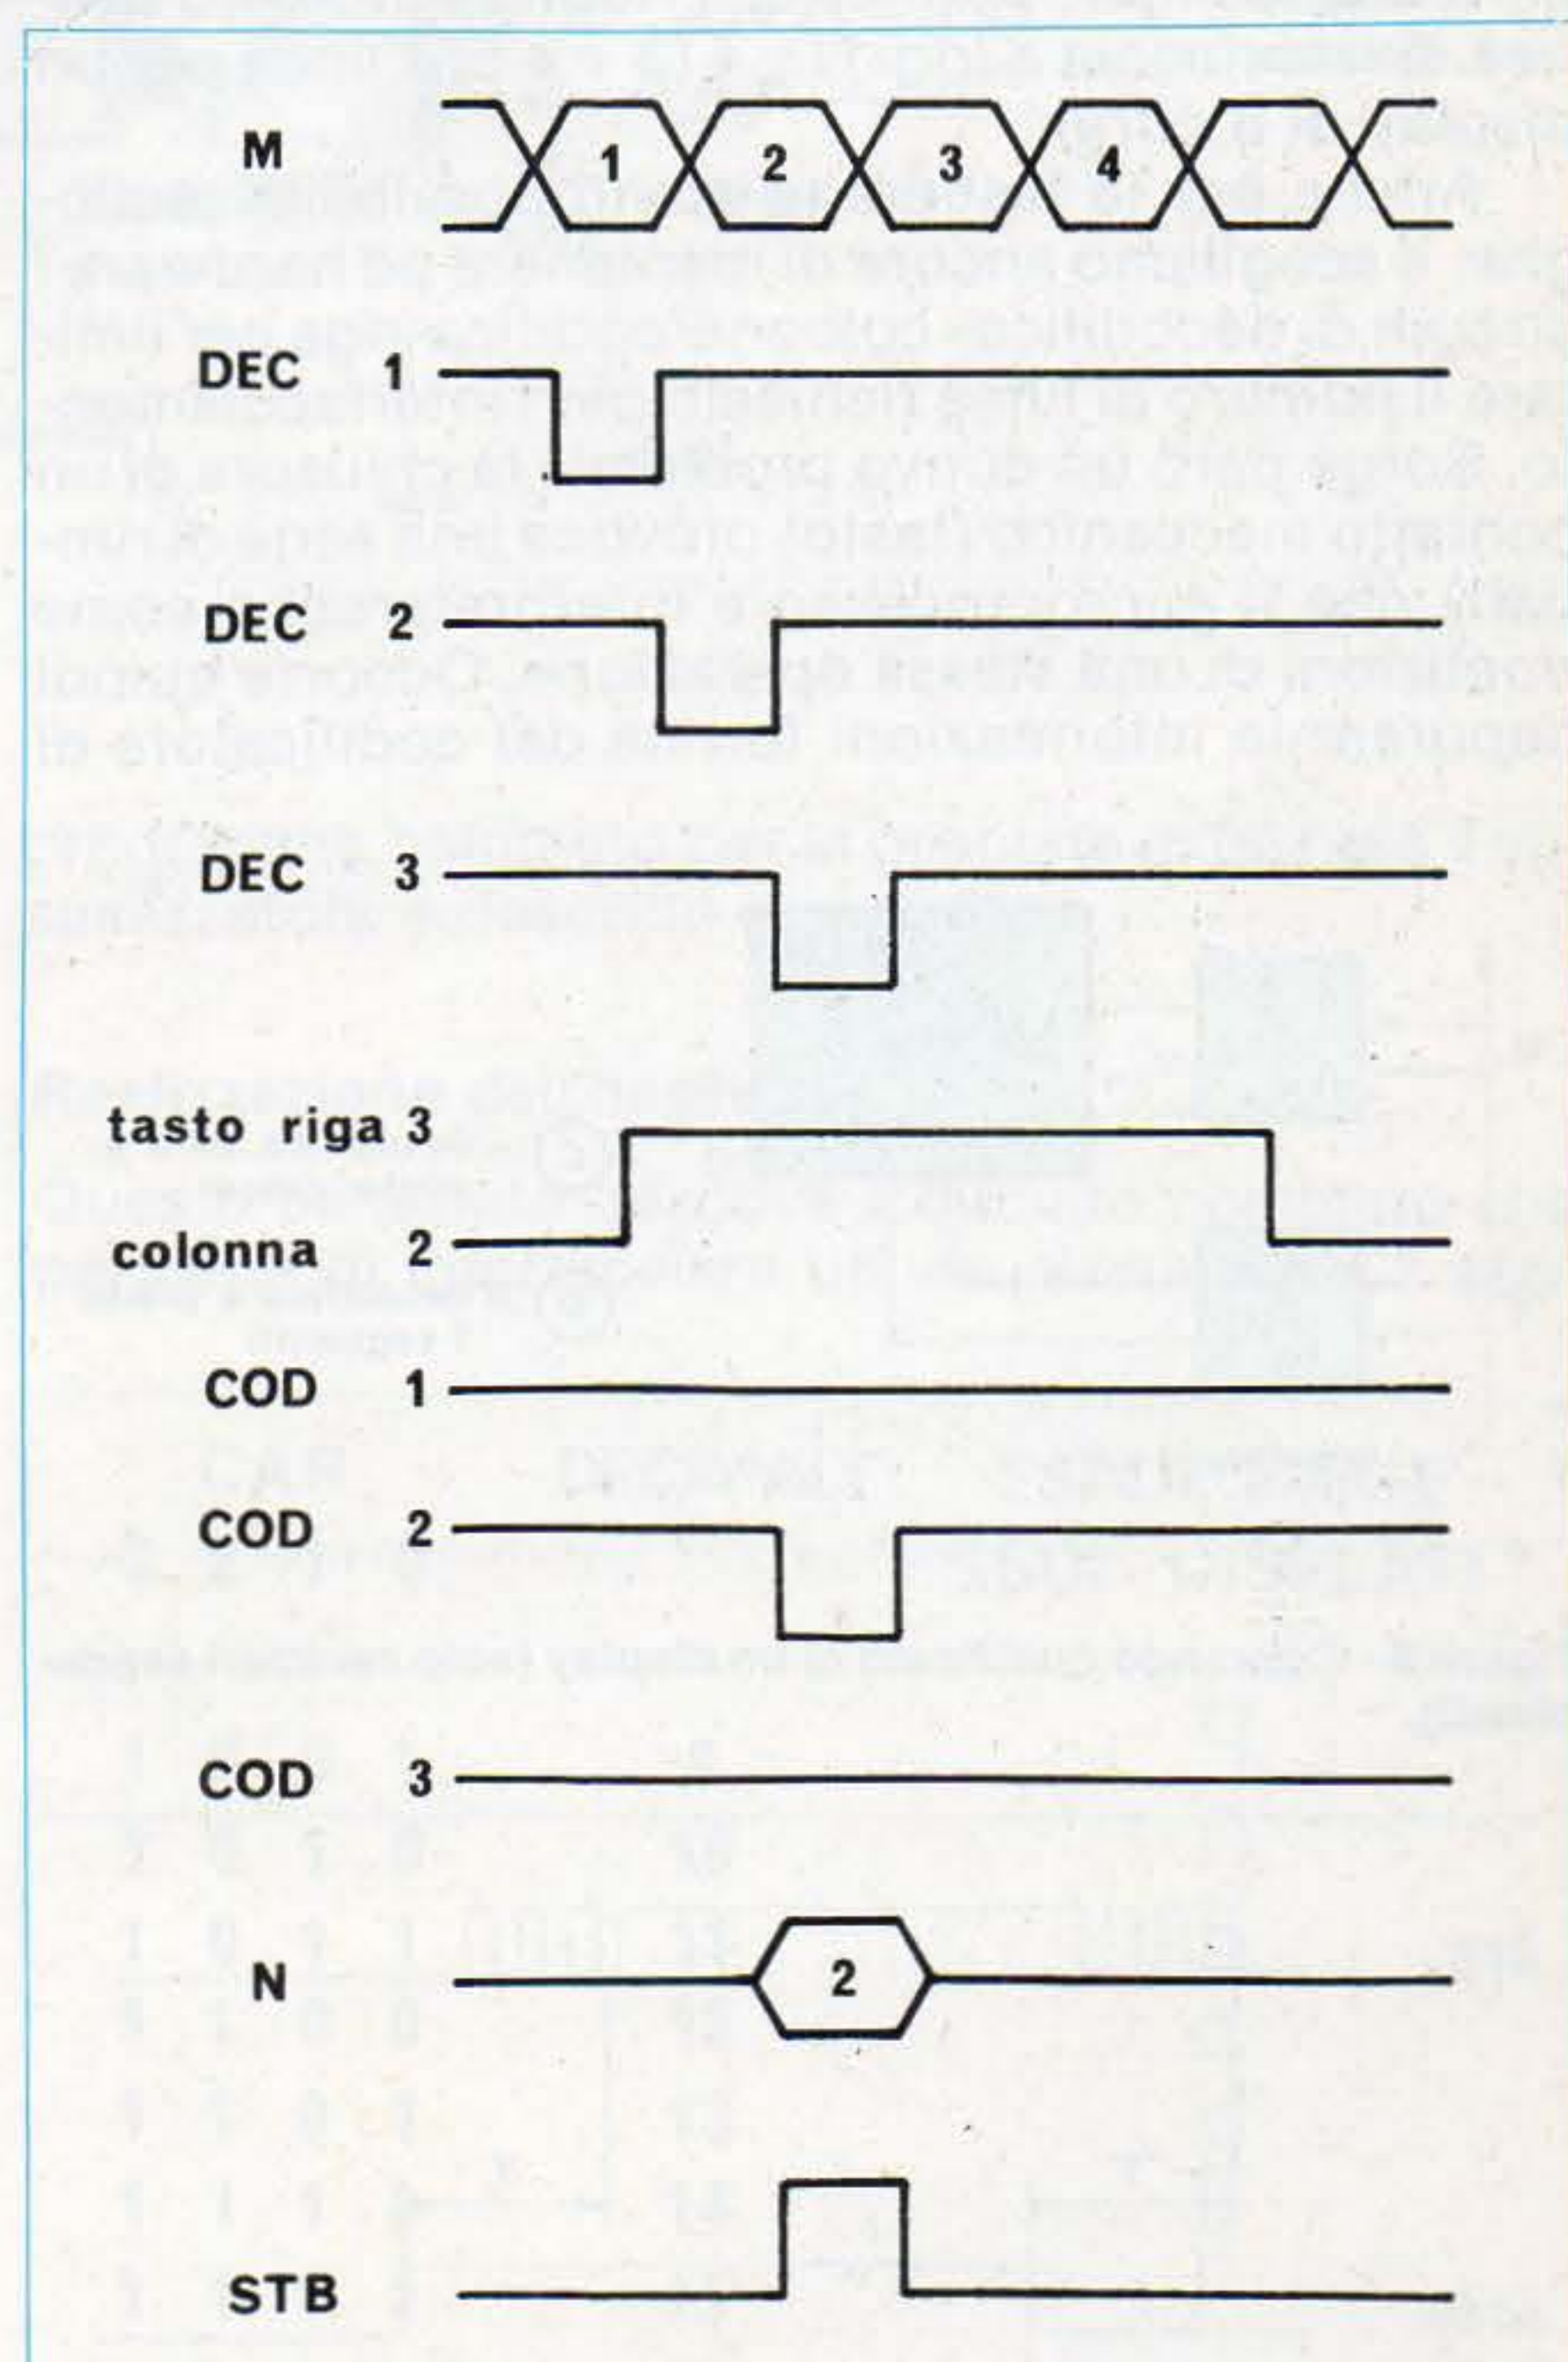 M 1 2 3 4
DEC 1
DEC 2
DEC 3
tasto riga 3
colonna 2
COD 1
COD 2
COD 3
N 2
STB